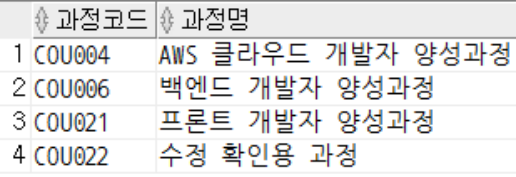 과정코드 과정명
1 COU004 AWS 클라우드 개발자 양성과정
2 COU006 백엔드 개발자 양성과정
3 COU021 프론트 개발자 양성과정
4 COU022 수정 확인용 과정